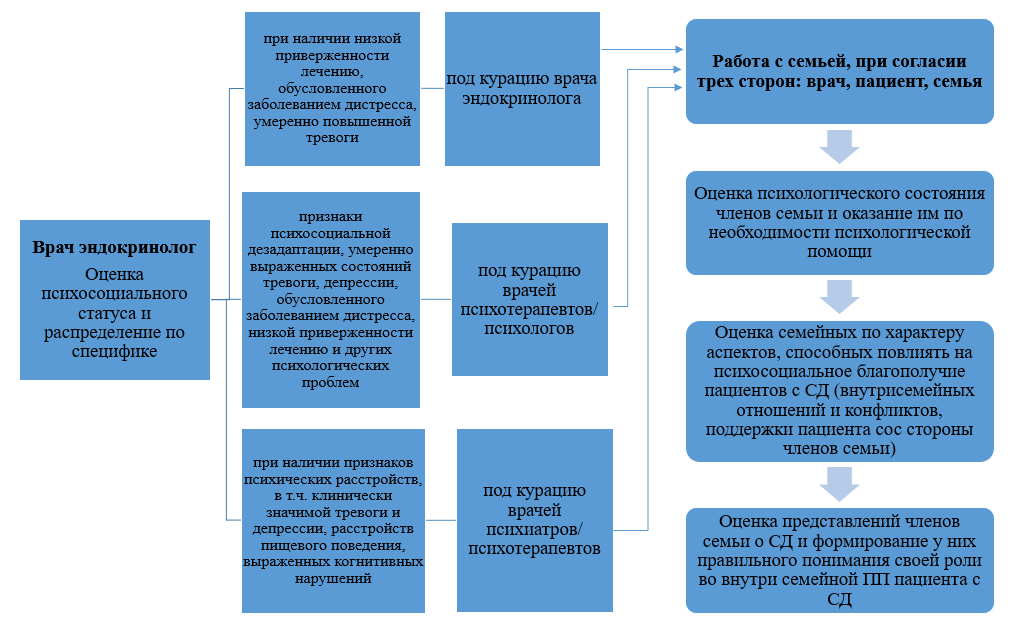 Врач эндокринолог
Оценка
психосоциального
статуса и
распределение по
специфике
при наличии низкой
приверженности
лечению,
обусловленного
заболеванием дистресса,
умеренно повышенной
тревоги
под курацию врача
эндокринолога
признаки
психосоциальной
дезадаптации, умеренно
выраженных состояний
тревоги, депрессии,
обусловленного
заболеванием дистресса,
низкой приверженности
лечению и других
психологических
проблем
под курацию
врачей
психотерапевтов/
психологов
при наличии признаков
психических расстройств,
в т.ч. клинически
значимой тревоги и
депрессии, расстройств
пищевого поведения,
выраженных когнитивных
нарушений
под курацию
врачей
психиатров/
психотерапевтов
Работа с семьей, при согласии
трех сторон: врач, пациент, семья
Оценка психологического состояния
членов семьи и оказание им по
необходимости психологической
помощи
Оценка семейных по характеру
аспектов, способных повлиять на
психосоциальное благополучие
пациентов с СД (внутрисемейных
отношений и конфликтов,
поддержки пациента сос стороны
членов семьи)
Оценка представлений членов
семьи о СД и формирование у них
правильного понимания своей роли
во внутри семейной ПП пациента с
СД